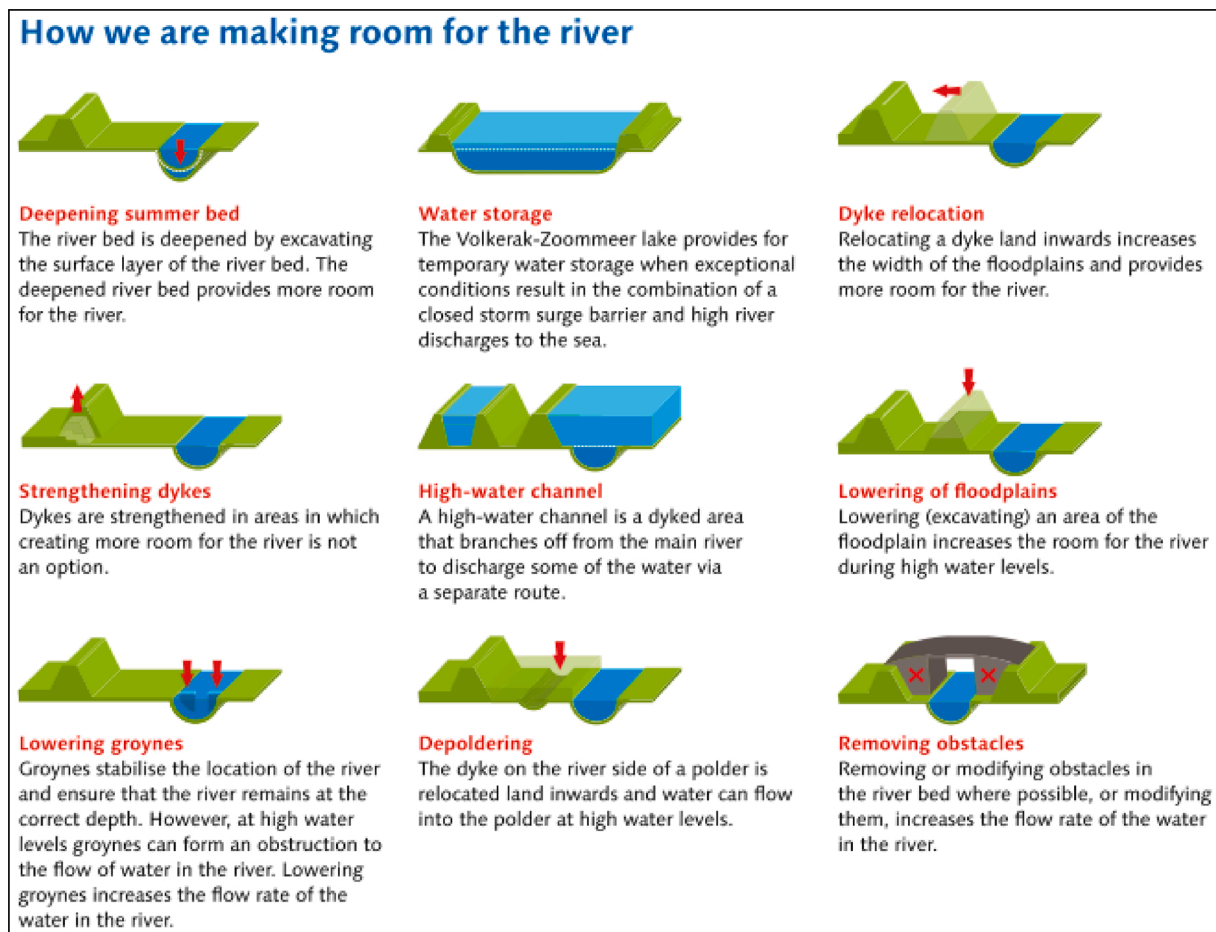 How we are making room for the river
Deepening summer bed
The river bed is deepened by excavating
the surface layer of the river bed. The
deepened river bed provides more room
for the river.
Water storage
The Volkerak-Zoommeer lake provides for
temporary water storage when exceptional
conditions result in the combination of a
closed storm surge barrier and high river
discharges to the sea.
Dyke relocation
Relocating a dyke land inwards increases
the width of the floodplains and provides
more room for the river.
Strengthening dykes
Dykes are strengthened in areas in which
creating more room for the river is not
an option.
High-water channel
A high-water channel is a dyked area
that branches off from the main river
to discharge some of the water via
a separate route.
Lowering of floodplains
Lowering (excavating) an area of the
floodplain increases the room for the river
during high water levels.
Lowering groynes
Groynes stabilise the location of the river
and ensure that the river remains at the
correct depth. However, at high water
levels groynes can form an obstruction to
the flow of water in the river. Lowering
groynes increases the flow rate of the
water in the river.
Depoldering
The dyke on the river side of a polder is
relocated land inwards and water can flow
into the polder at high water levels.
Removing obstacles
Removing or modifying obstacles in
the river bed where possible, or modifying
them, increases the flow rate of the water
in the river.